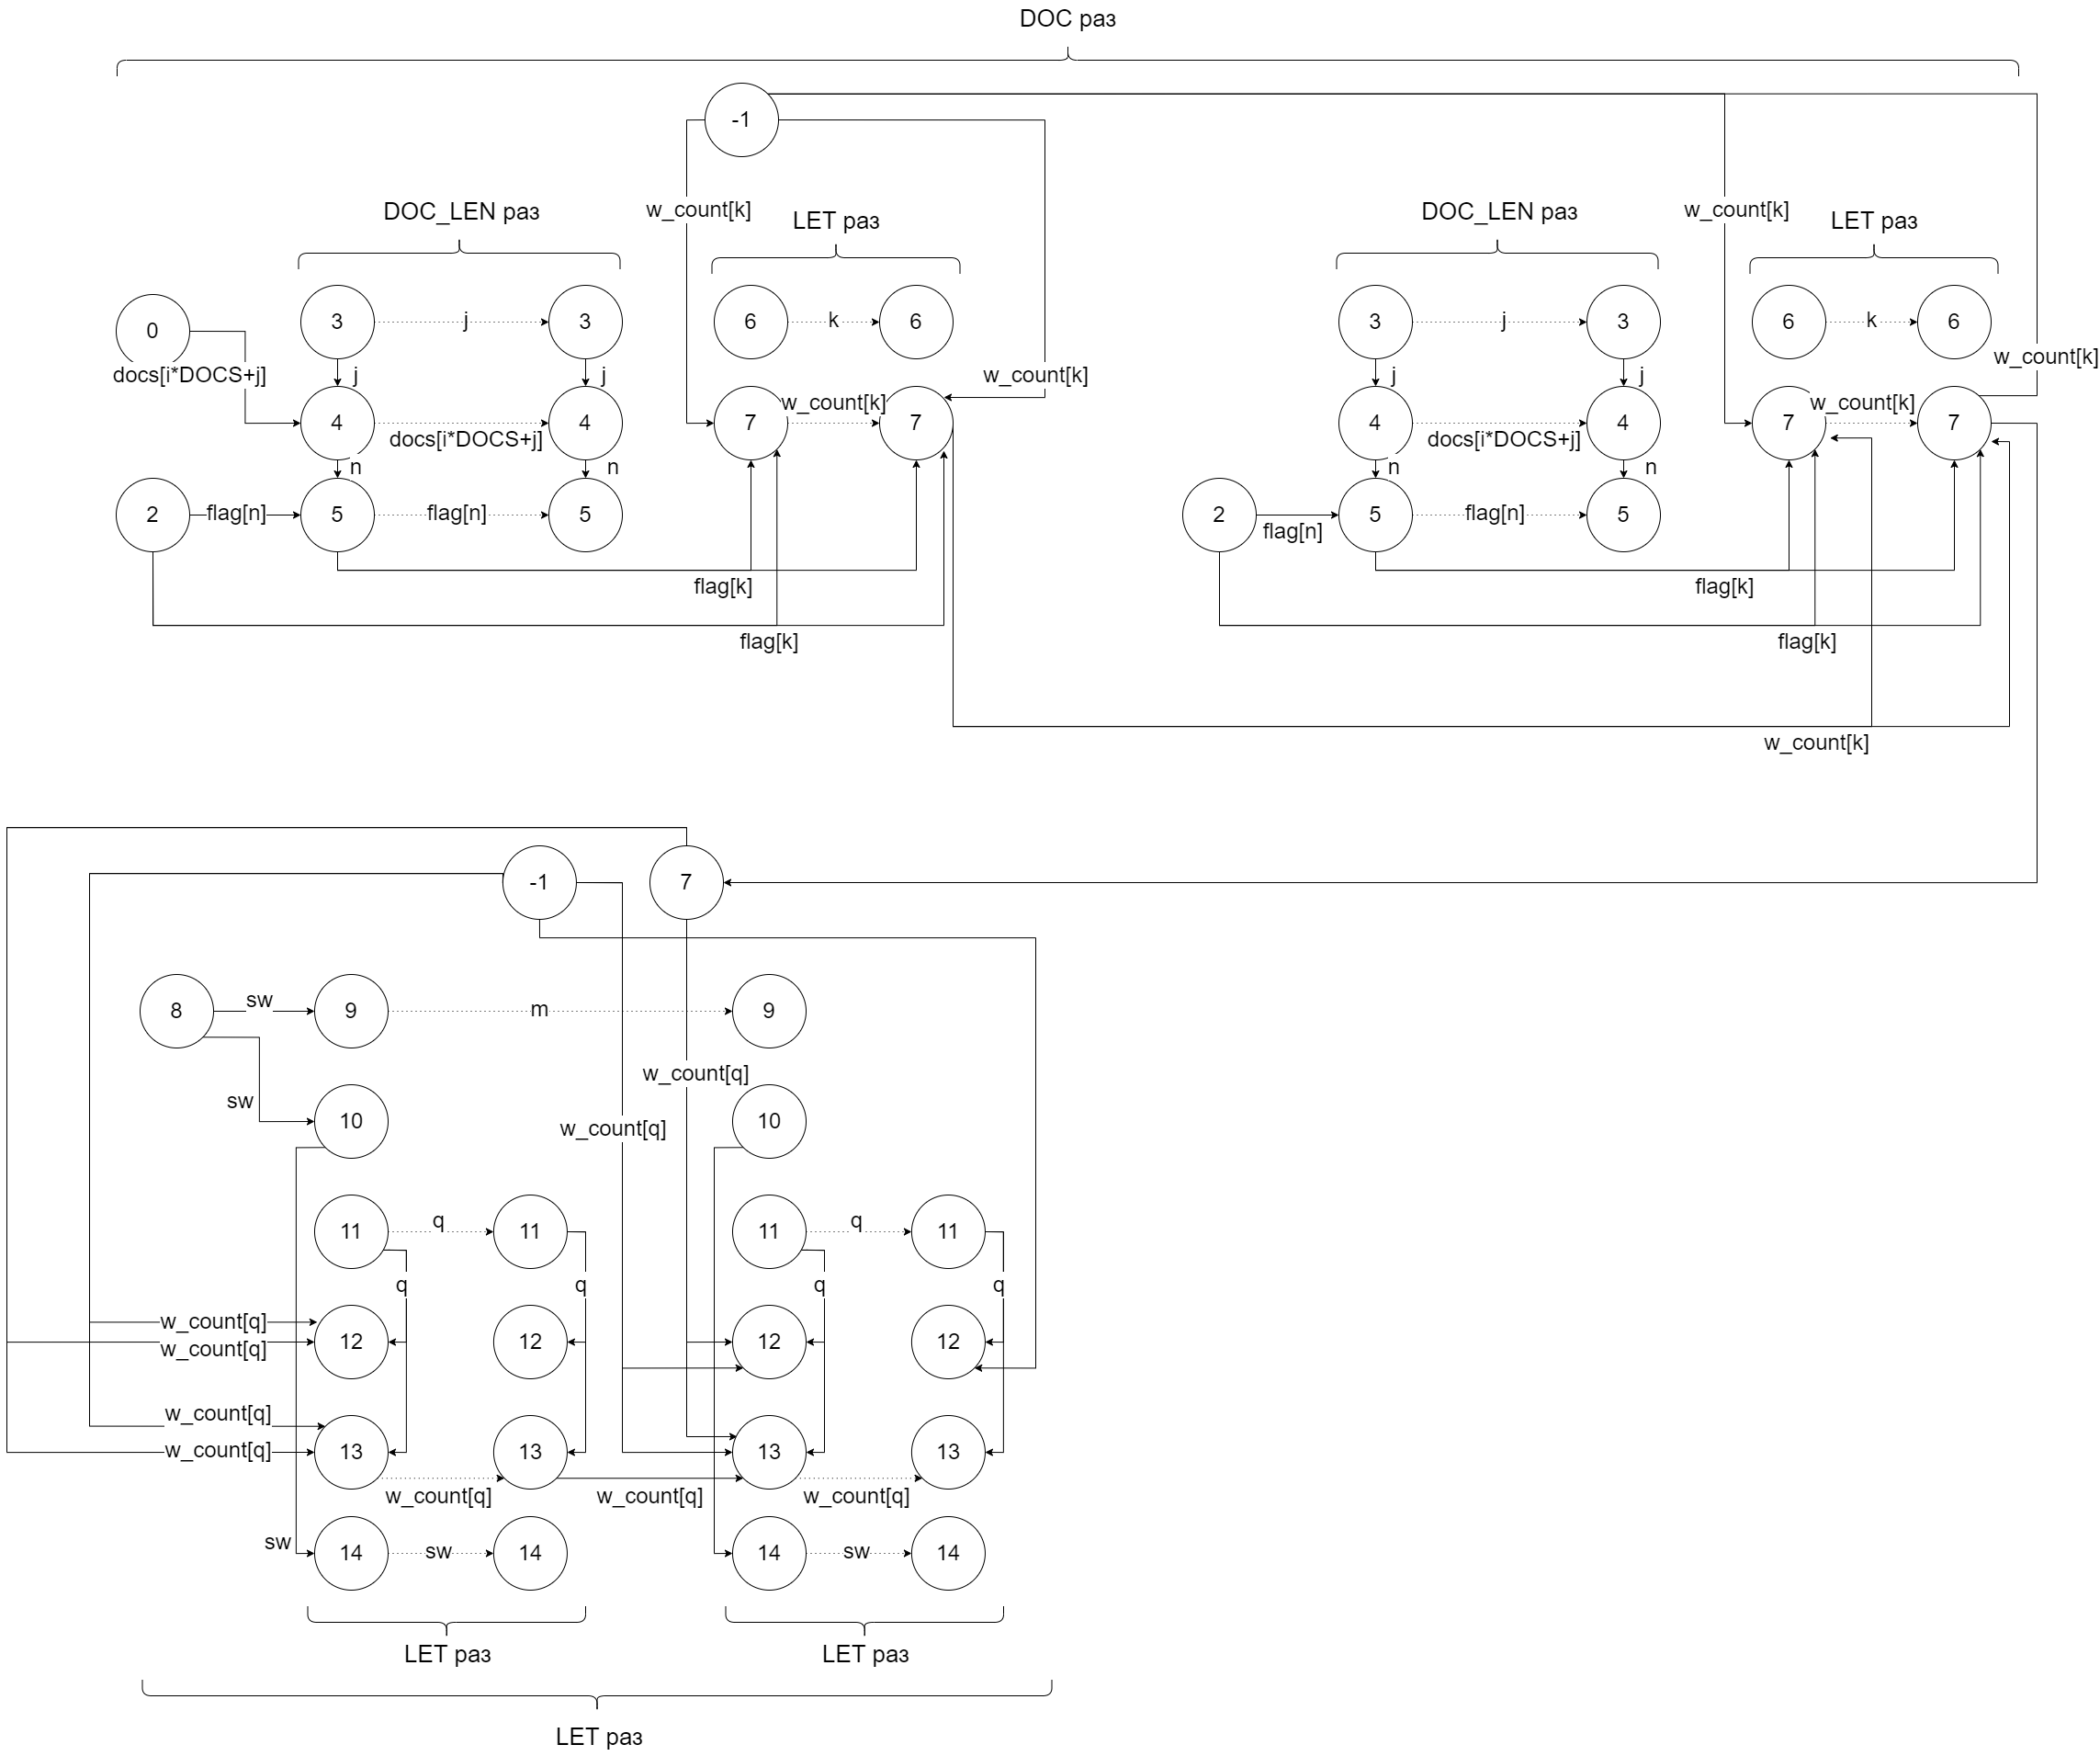 DOC раз
-1
w_count[k]
w_count[k]
DOC_LEN раз
LET раз
DOC_LEN раз
LET раз
0
3
j
3
6
k
6
3
j
3
6
k
6
w_count[k]
docs[i*DOCS+j]
j
j
w_count[k]
j
j
4
docs[i*DOCS+j]
4
7
w_count[k]
7
4
docs[i*DOCS+j]
4
7
w_count[k]
7
n
n
n
n
2
flag[n]
5
flag[n]
5
2
flag[n]
5
flag[n]
5
flag[k]
flag[k]
flag[k]
flag[k]
w_count[k]
-1
7
8
sw
9
m
9
w_count[q]
sw
10
w_count[q]
10
11
q
11
11
q
11
q
q
q
q
w_count[q]
w_count[q]
12
12
12
12
w_count[q]
w_count[q]
13
13
13
13
w_count[q]
w_count[q]
w_count[q]
sw
14
sw
14
14
sw
14
LET раз
LET раз
LET раз